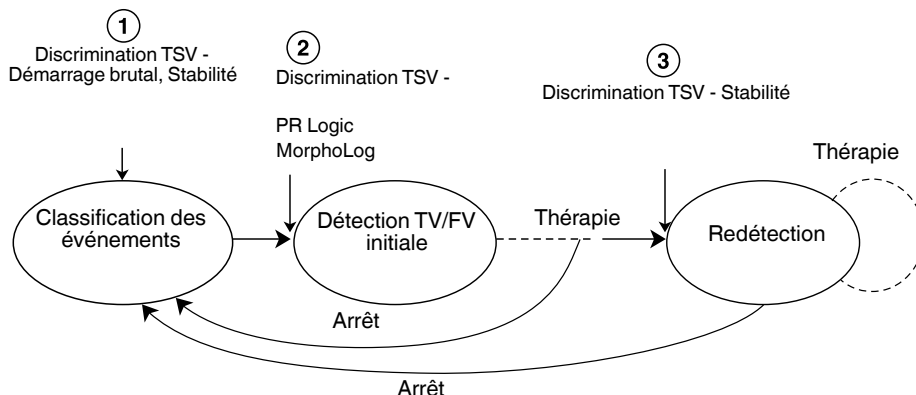 1
Discrimination TSV -
Démarrage brutal, Stabilité
2
Discrimination TSV -
PR Logic
MorphoLog
3
Discrimination TSV - Stabilité
Thérapie
Classification des
événements
Détection TV/FV
initiale
Thérapie
Redétection
Arrêt
Arrêt